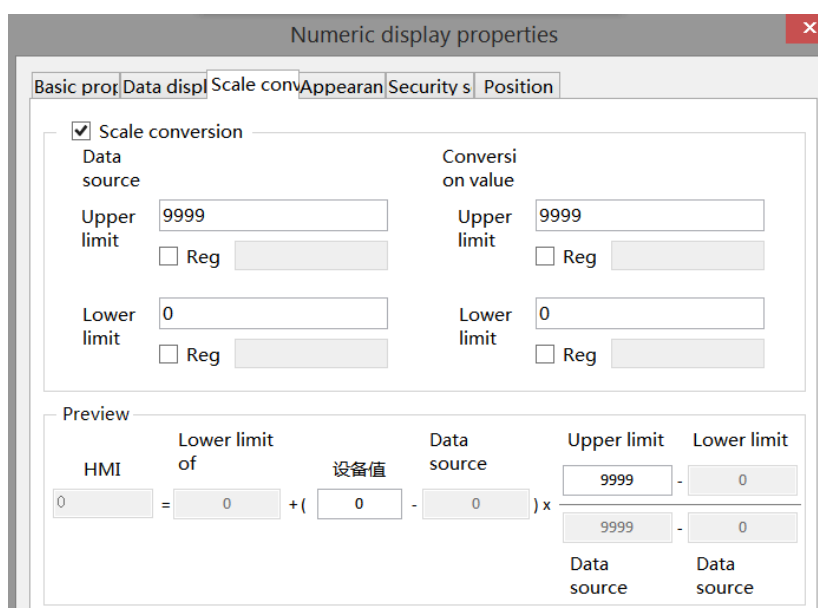 Numeric display properties
Basic prop Data displ Scale conv Appearan Security s Position
Scale conversion
Data
source
Conversi
on value
Upper
limit
9999
Reg
Upper
limit
9999
Reg
Lower
limit
0
Reg
Lower
limit
0
Reg
Preview
HMI
Lower limit
of
设备值
Data
source
Upper limit
Lower limit
0 = 0 + ( 0 - 0 ) x
9999 - 0
9999 - 0
Data
source
Data
source